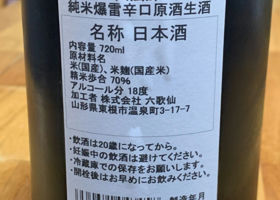 純米爆雷辛口原酒生酒
名称 日本酒
内容量 720ml
原材料名
米(国産)、米麹(国産米)
精米歩合 70%
アルコール分 18度
加工者 株式会社 六歌仙
山形県東根市温泉町3-17-7
・飲酒は20歳になってから。
・妊娠中の飲酒は避けてください。
・冷蔵庫での保存をお願いします。
・開栓後はお早めにお飲みください。
製造年月